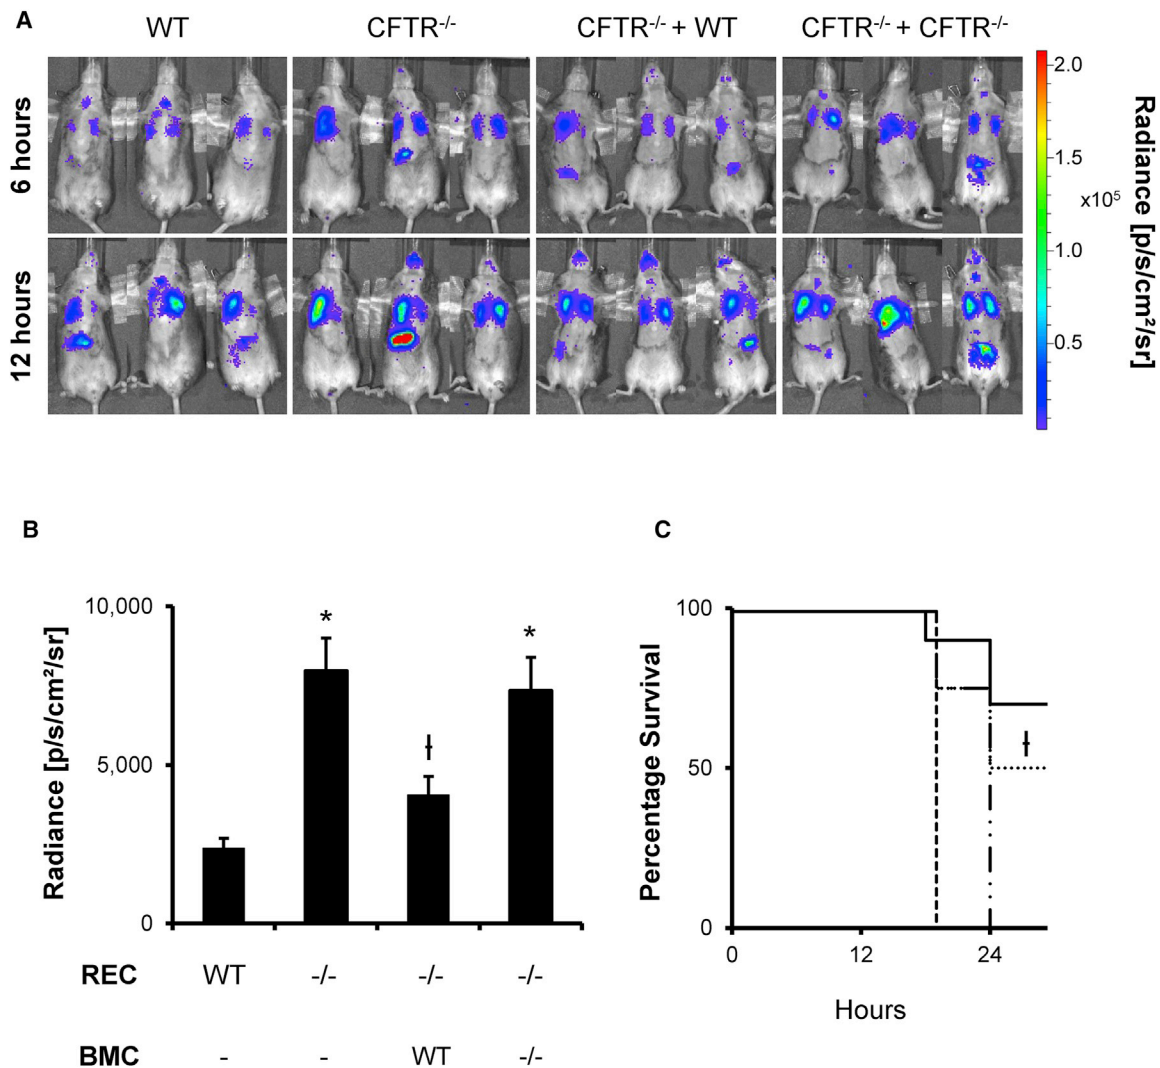 A
WT
CFTR-/-
CFTR-/- + WT
CFTR-/- + CFTR-/-
6 hours
12 hours
2.0
1.5
x10⁵
1.0
0.5
Radiance [p/s/cm²/sr]
B
Radiance [p/s/cm²/sr]
10,000
5,000
0
*
ƚ
*
REC WT -/- -/- -/-
BMC - - WT -/-
C
Percentage Survival
100
50
0
ƚ
0 12 24
Hours